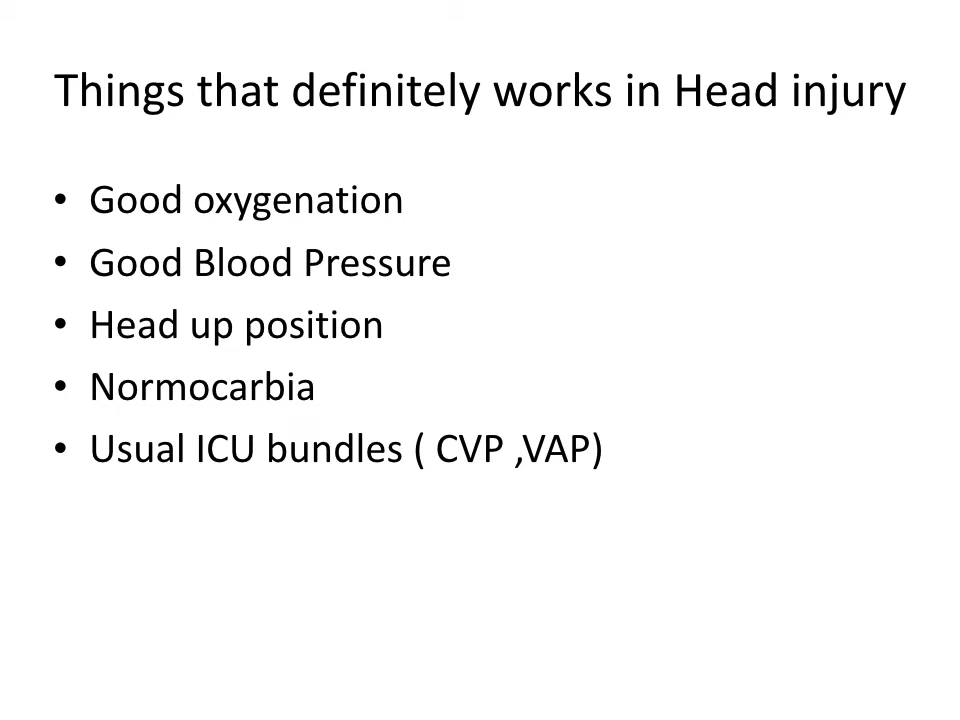 Things that definitely works in Head injury
• Good oxygenation
• Good Blood Pressure
• Head up position
• Normocarbia
• Usual ICU bundles ( CVP ,VAP)